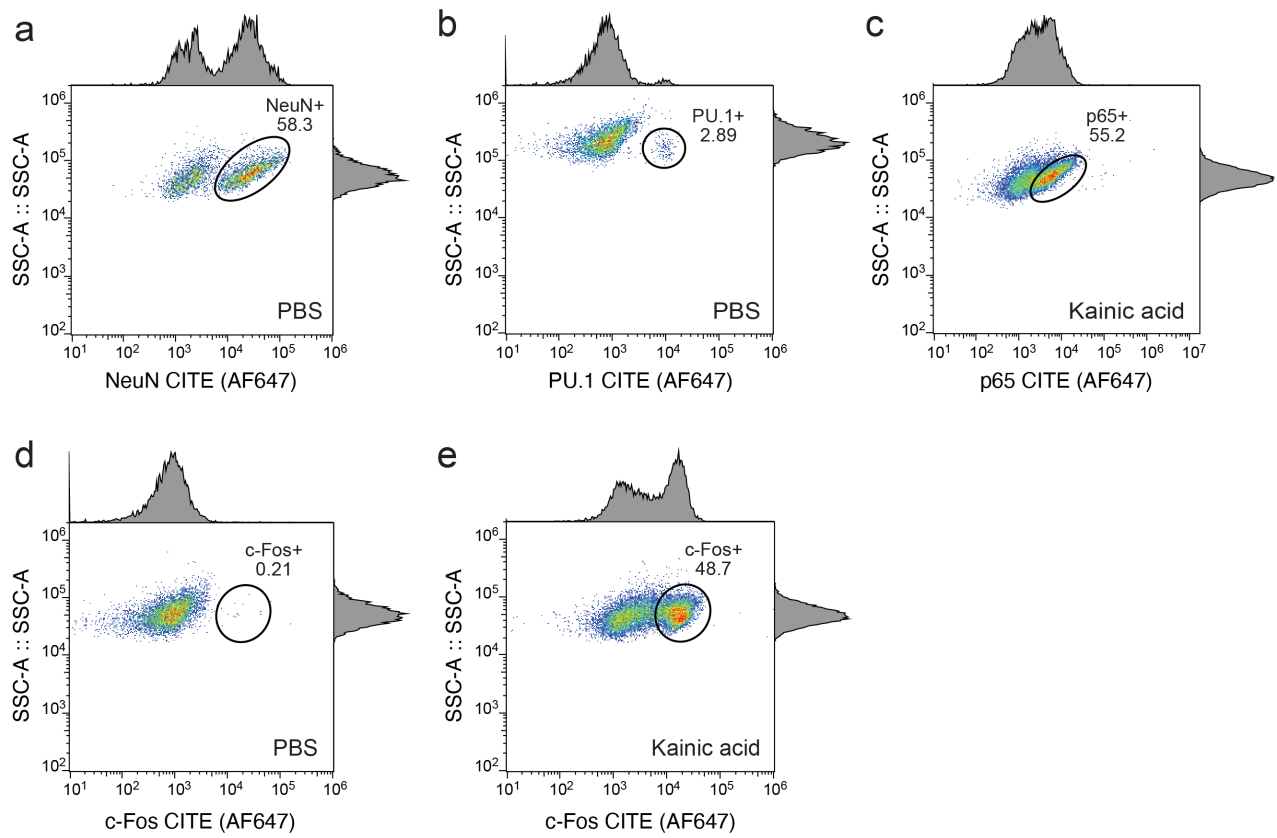 a
NeuN+
58.3
10⁶
10⁵
10⁴
10³
10²
SSC-A :: SSC-A
PBS
10¹ 10² 10³ 10⁴ 10⁵ 10⁶
NeuN CITE (AF647)
b
PU.1+
2.89
10⁶
10⁵
10⁴
10³
10²
SSC-A :: SSC-A
PBS
10¹ 10² 10³ 10⁴ 10⁵ 10⁶
PU.1 CITE (AF647)
c
p65+
55.2
10⁶
10⁵
10⁴
10³
10²
SSC-A :: SSC-A
Kainic acid
10¹ 10² 10³ 10⁴ 10⁵ 10⁶ 10⁷
p65 CITE (AF647)
d
c-Fos+
0.21
10⁶
10⁵
10⁴
10³
10²
SSC-A :: SSC-A
PBS
10¹ 10² 10³ 10⁴ 10⁵ 10⁶
c-Fos CITE (AF647)
e
c-Fos+
48.7
10⁶
10⁵
10⁴
10³
10²
SSC-A :: SSC-A
Kainic acid
10¹ 10² 10³ 10⁴ 10⁵ 10⁶
c-Fos CITE (AF647)